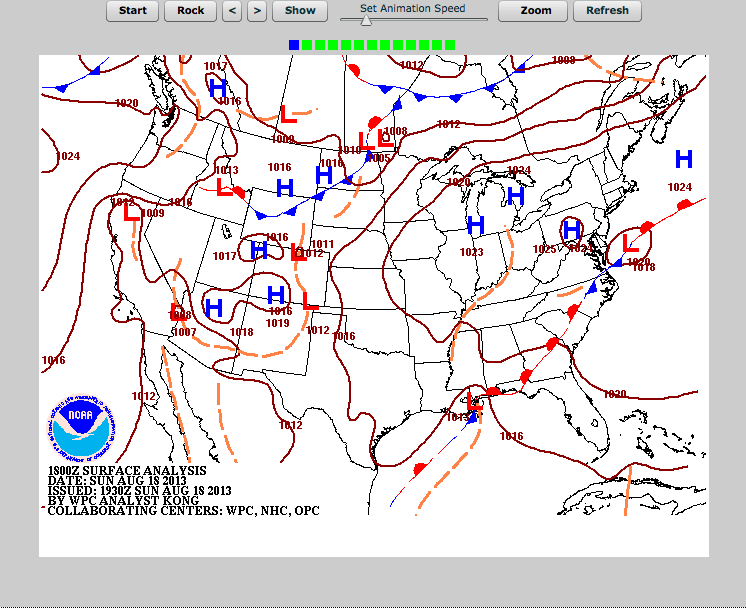 Start Rock < > Show Set Animation Speed Zoom Refresh
1017 1012 1008
1020 1016
1009 1012
1008
1010 1005
1024 1016 1016
1013 1020 1024
1024
1012 1009 1016
1016 1011
1017 1012 1023 1025
1020
1018
1008 1016
1007 1018 1019 1012 1016
1016
1012 1020
1013
1012 1016
NOAA
1800Z SURFACE ANALYSIS
DATE: SUN AUG 18 2013
ISSUED: 1930Z SUN AUG 18 2013
BY WPC ANALYST KONG
COLLABORATING CENTERS: WPC, NHC, OPC